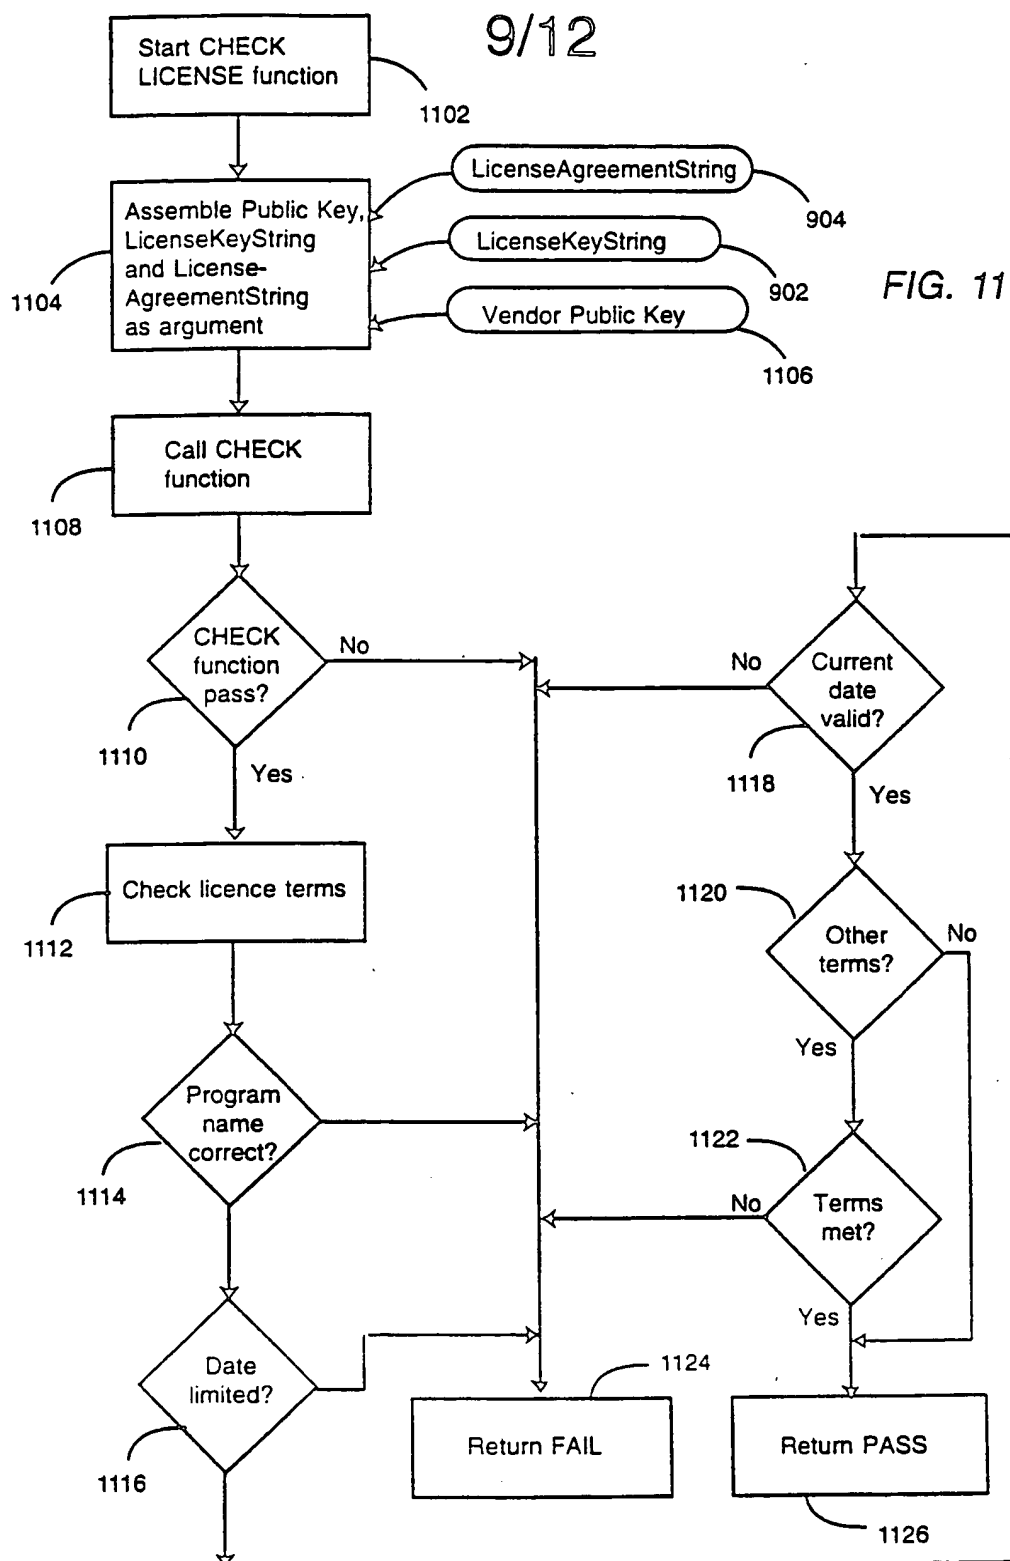 9/12
Start CHECK
LICENSE function
1102
LicenseAgreementString
904
Assemble Public Key,
LicenseKeyString
and License-
AgreementString
as argument
1104
LicenseKeyString
902
FIG. 11
Vendor Public Key
1106
Call CHECK
function
1108
CHECK
function
pass?
No
1110
Yes
Current
date
valid?
No
1118
Yes
Check licence terms
1112
1120
Other
terms?
No
Yes
Program
name
correct?
1114
1122
Terms
met?
No
Yes
Date
limited?
1116
1124
Return FAIL
Return PASS
1126